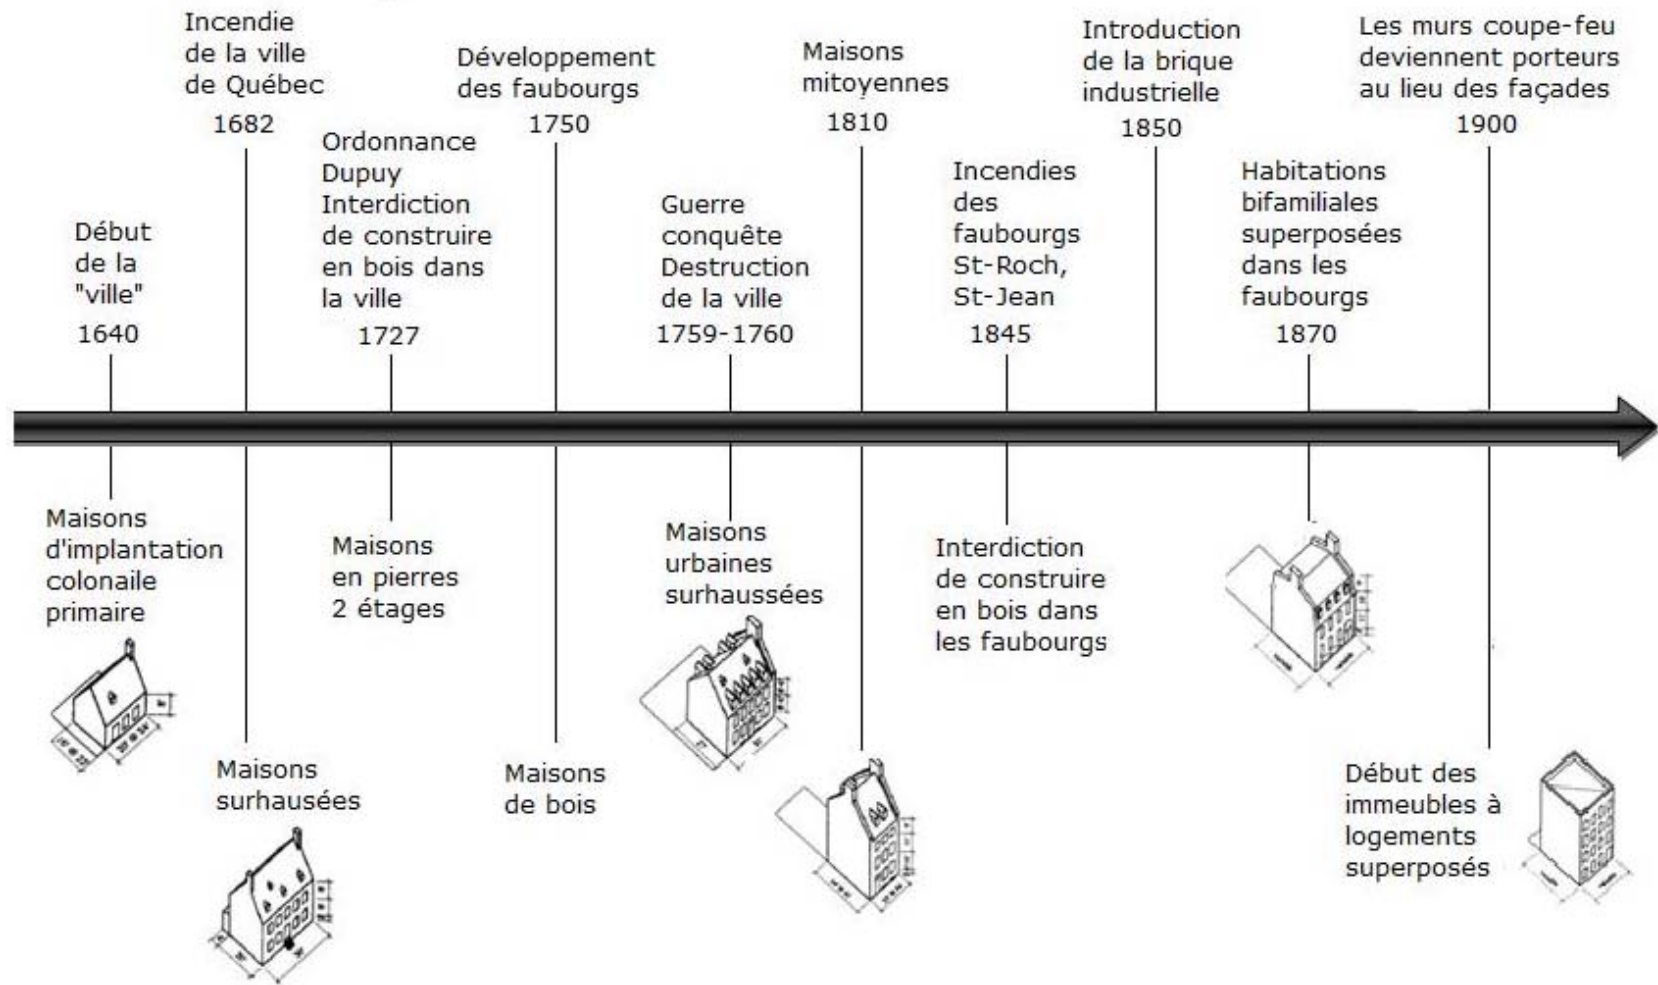 Incendie
de la ville
de Québec
1682
Développement
des faubourgs
1750
Maisons
mitoyennes
1810
Introduction
de la brique
industrielle
1850
Les murs coupe-feu
deviennent porteurs
au lieu des façades
1900
Début
de la
"ville"
1640
Ordonnance
Dupuy
Interdiction
de construire
en bois dans
la ville
1727
Guerre
conquête
Destruction
de la ville
1759-1760
Incendies
des
faubourgs
St-Roch,
St-Jean
1845
Habitations
bifamiliales
superposées
dans les
faubourgs
1870
Maisons
d'implantation
colonaile
primaire
Maisons
surhausées
Maisons
en pierres
2 étages
Maisons
de bois
Maisons
urbaines
surhaussées
Interdiction
de construire
en bois dans
les faubourgs
Début des
immeubles à
logements
superposés